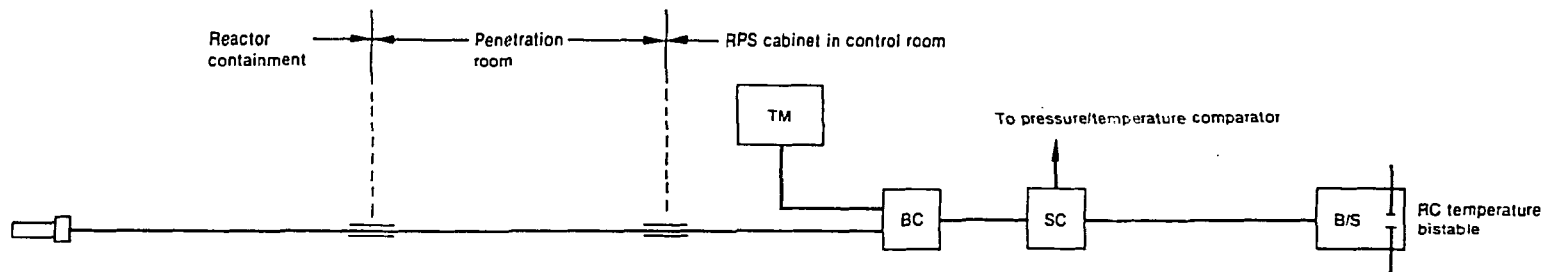 Reactor
containment
Penetration
room
RPS cabinet in control room
TM
To pressure/temperature comparator
BC
SC
B/S
RC temperature
bistable